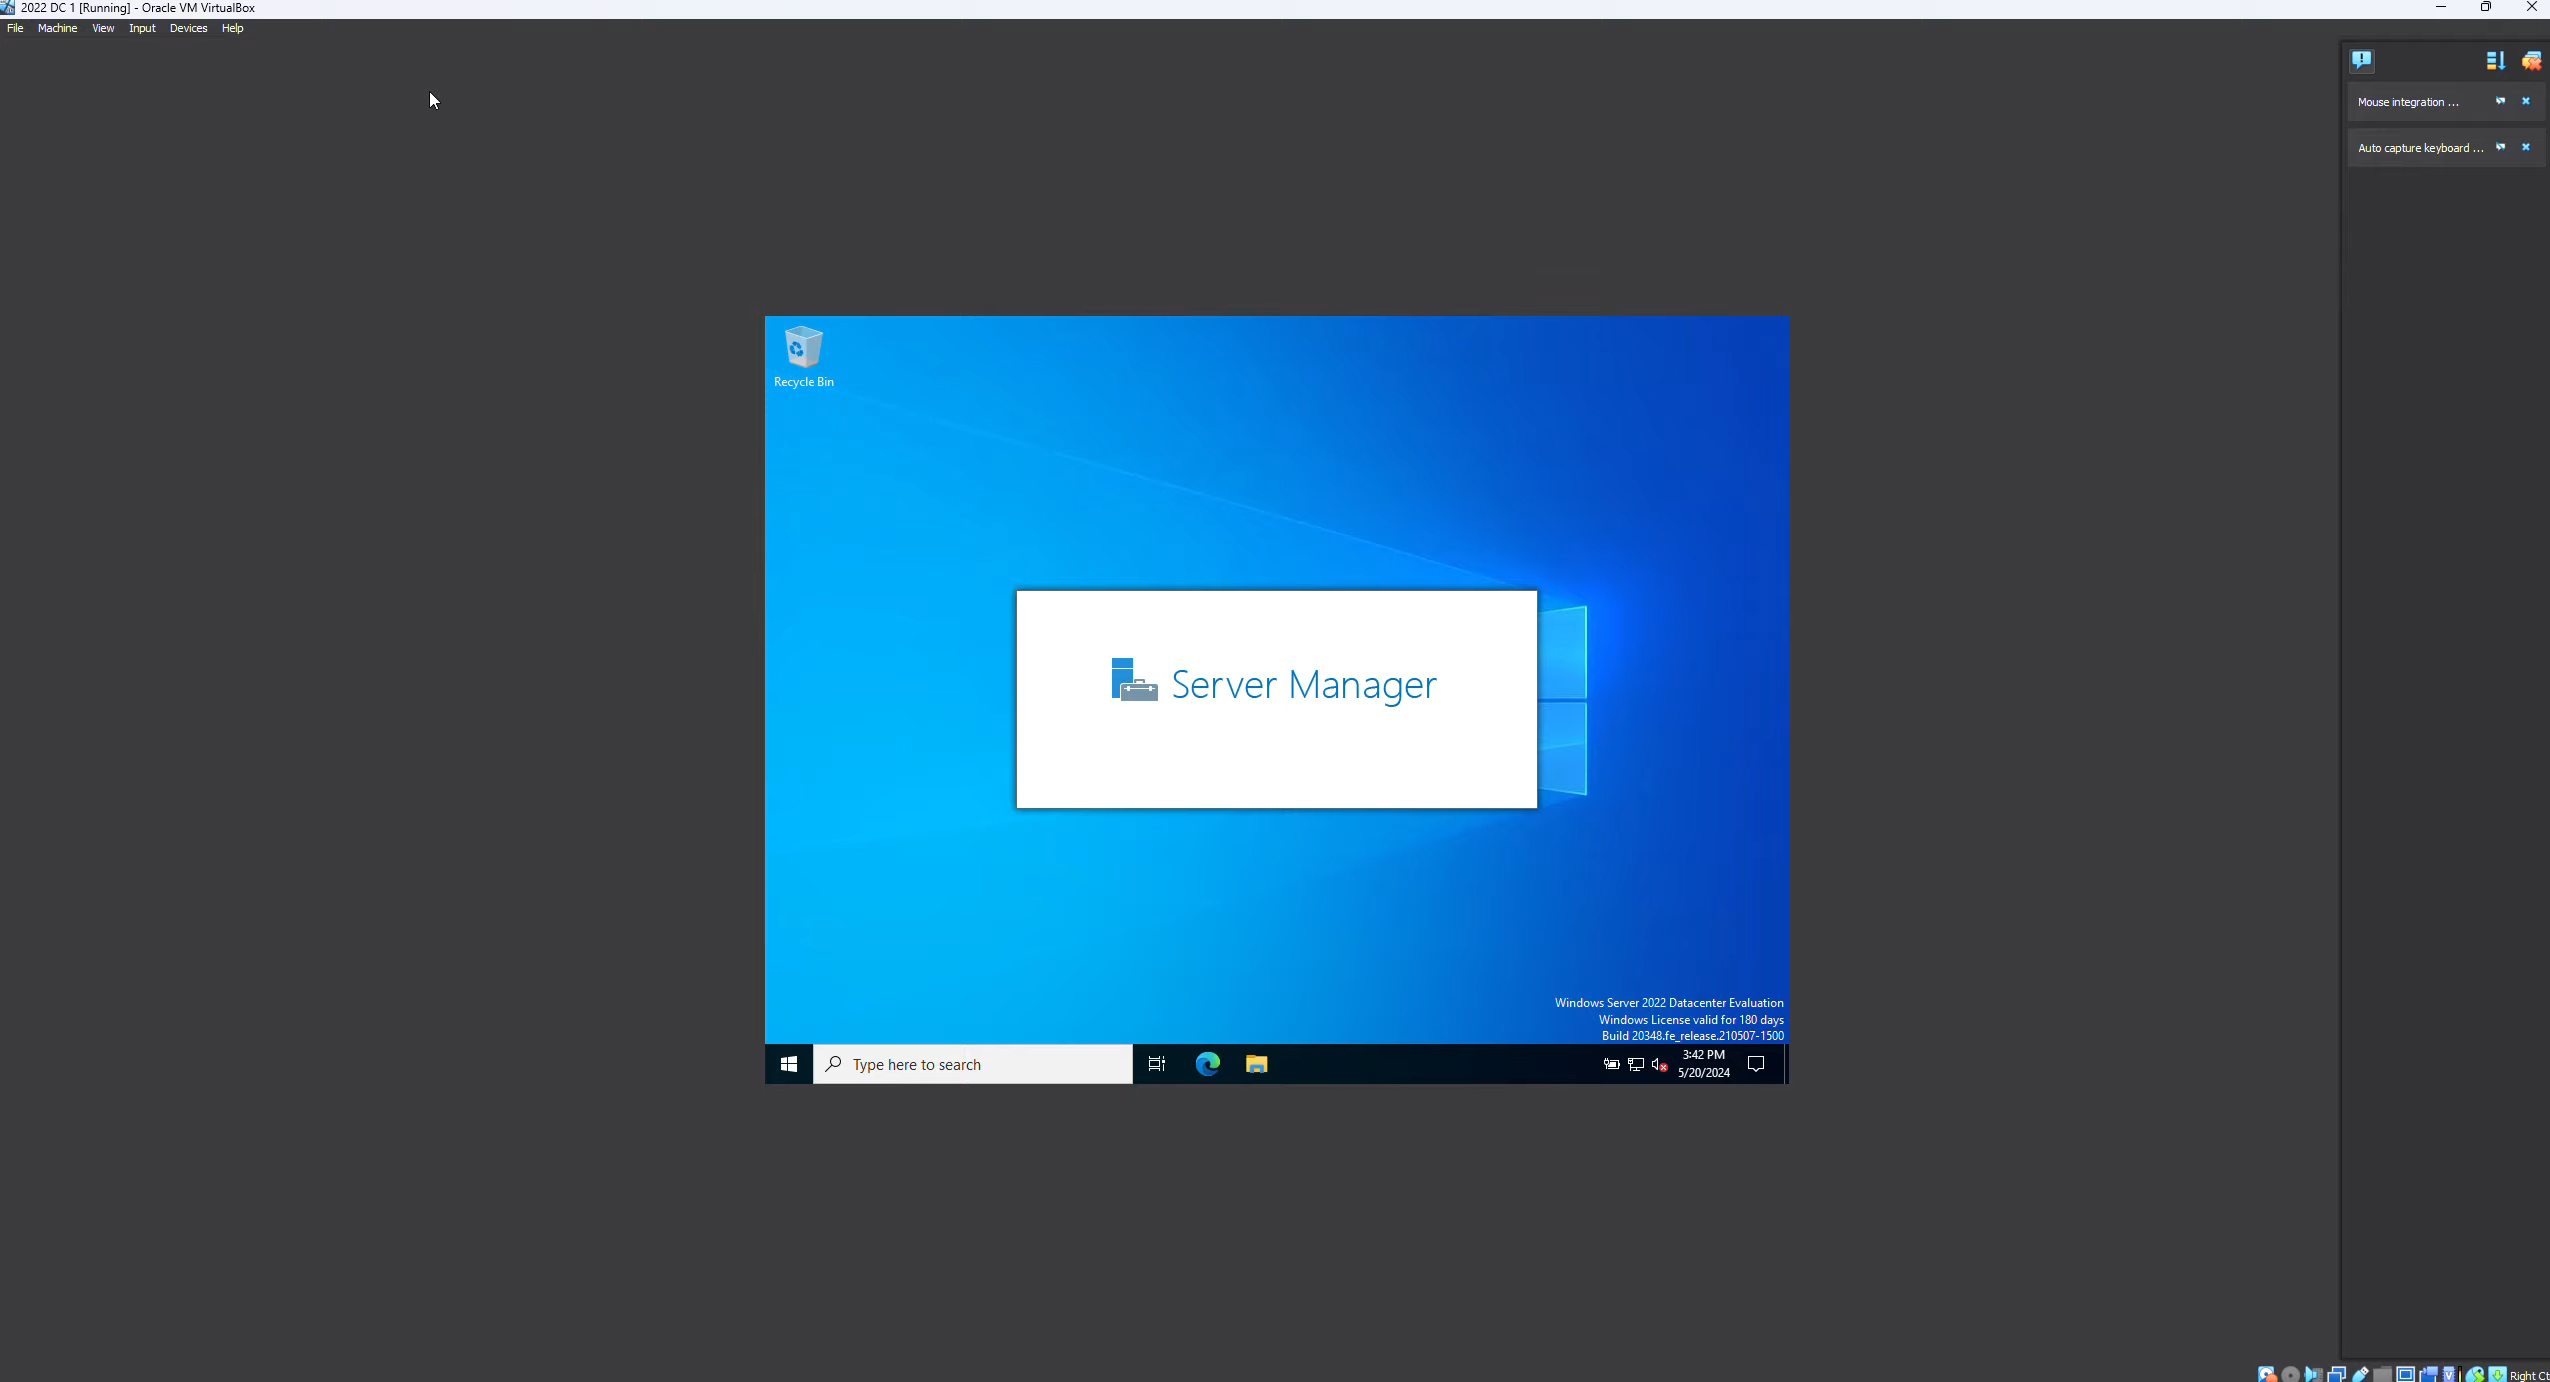 2022 DC 1 [Running] - Oracle VM VirtualBox
File Machine View Input Devices Help
Mouse integration ...
Auto capture keyboard ...
Recycle Bin
Server Manager
Windows Server 2022 Datacenter Evaluation
Windows License valid for 180 days
Build 20348.fe_release.210507-1500
Type here to search
3:42 PM
5/20/2024
Right Ct